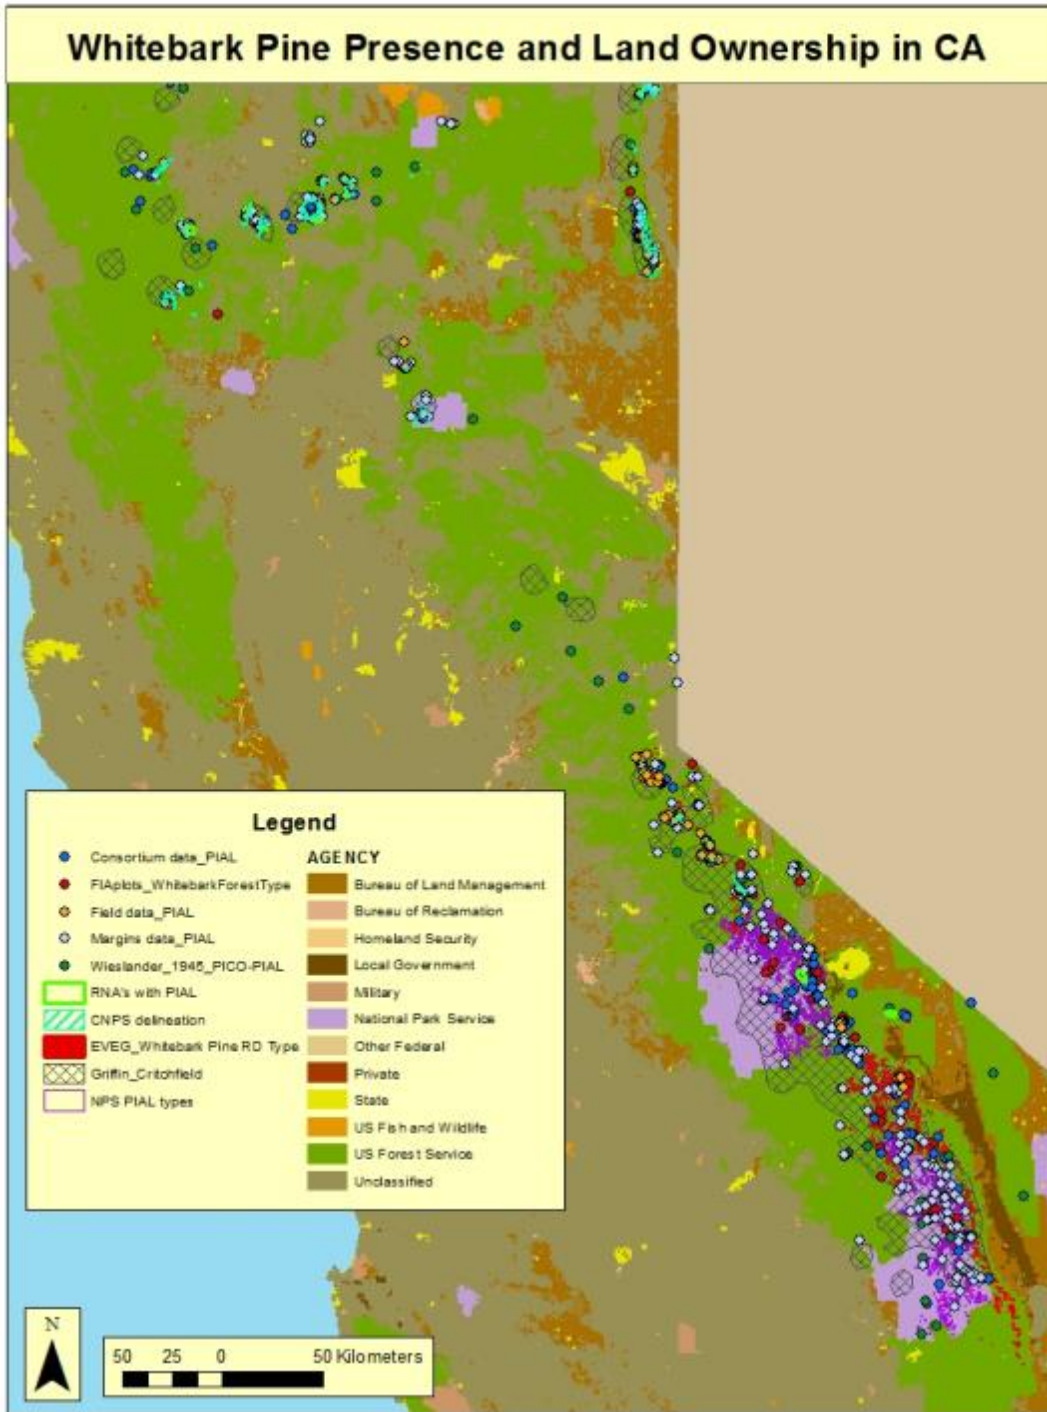 Whitebark Pine Presence and Land Ownership in CA
Legend
Consortium data_PIAL
FIAplots_WhitebarkForestType
Field data_PIAL
Margins data_PIAL
Wieslander_1945_PICO-PIAL
RNA's with PIAL
CNPS delineation
EVEG_Whitebark Pine RD Type
Griffin_Critchfield
NPS PIAL types
AGENCY
Bureau of Land Management
Bureau of Reclamation
Homeland Security
Local Government
Military
National Park Service
Other Federal
Private
State
US Fish and Wildlife
US Forest Service
Unclassified
N
50 25 0 50 Kilometers